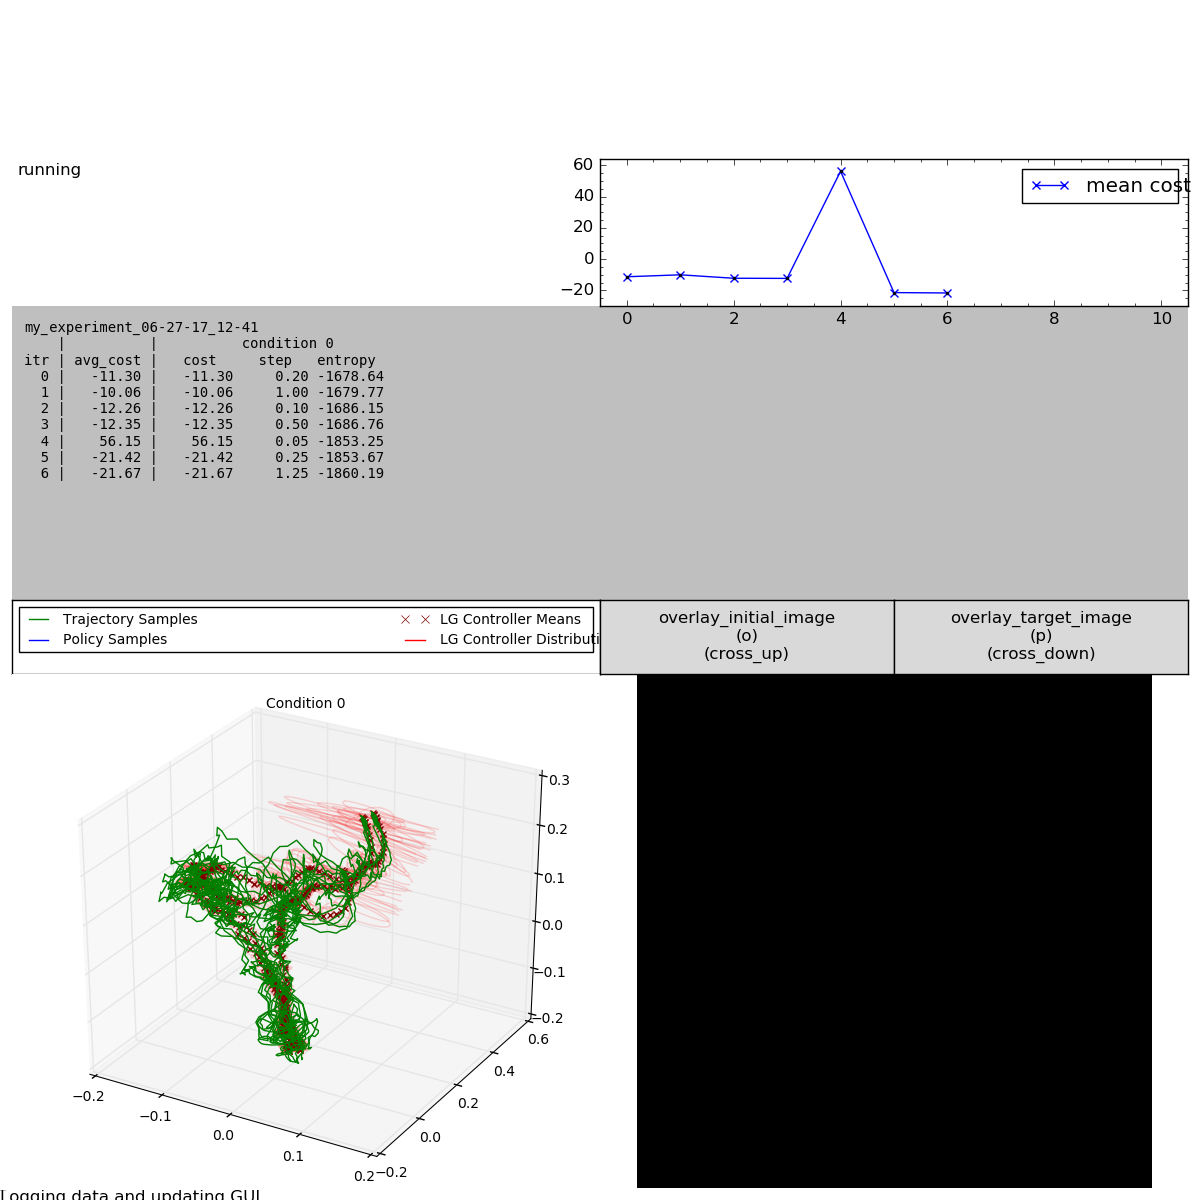 running
60
40
20
0
−20
mean cost
0 2 4 6 8 10
my_experiment_06-27-17_12-41
| | condition 0
itr | avg_cost | cost step entropy
0 | -11.30 | -11.30 0.20 -1678.64
1 | -10.06 | -10.06 1.00 -1679.77
2 | -12.26 | -12.26 0.10 -1686.15
3 | -12.35 | -12.35 0.50 -1686.76
4 | 56.15 | 56.15 0.05 -1853.25
5 | -21.42 | -21.42 0.25 -1853.67
6 | -21.67 | -21.67 1.25 -1860.19
Trajectory Samples
Policy Samples
LG Controller Means
LG Controller Distributi
overlay_initial_image
(o)
(cross_up)
overlay_target_image
(p)
(cross_down)
Condition 0
0.3
0.2
0.1
0.0
−0.1
−0.2
0.6
0.4
0.2
0.0
−0.2
−0.2
−0.1
0.0
0.1
0.2
Logging data and updating GUI